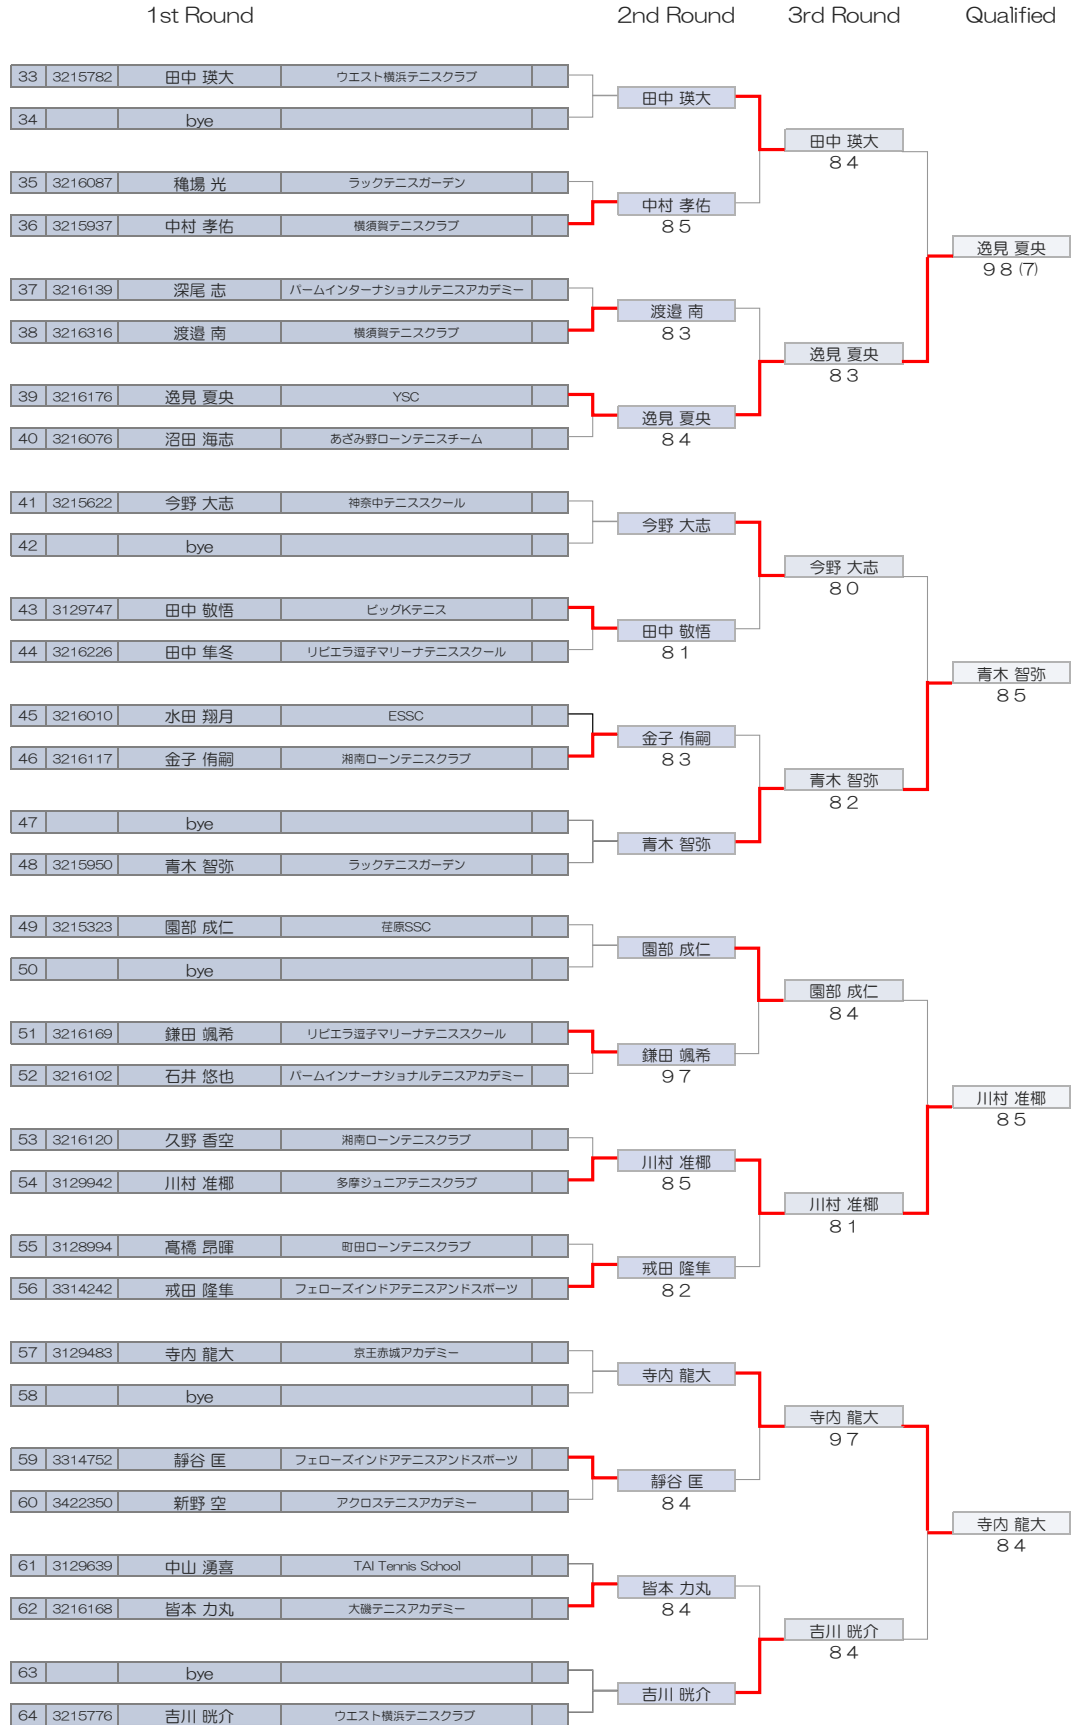 1st Round 2nd Round 3rd Round Qualified
33 3215782 田中 瑛大 ウエスト横浜テニスクラブ
田中 瑛大
34 bye
田中 瑛大
8 4
35 3216087 穐場 光 ラックテニスガーデン
中村 孝佑
8 5
36 3215937 中村 孝佑 横須賀テニスクラブ
逸見 夏央
9 8 (7)
37 3216139 深尾 志 パームインターナショナルテニスアカデミー
渡邉 南
8 3
38 3216316 渡邉 南 横須賀テニスクラブ
逸見 夏央
8 3
39 3216176 逸見 夏央 YSC
逸見 夏央
8 4
40 3216076 沼田 海志 あざみ野ローンテニスチーム
41 3215622 今野 大志 神奈中テニススクール
今野 大志
42 bye
今野 大志
8 0
43 3129747 田中 敬悟 ビッグKテニス
田中 敬悟
8 1
44 3216226 田中 隼冬 リビエラ逗子マリーナテニススクール
青木 智弥
8 5
45 3216010 水田 翔月 ESSC
金子 侑嗣
8 3
46 3216117 金子 侑嗣 湘南ローンテニスクラブ
青木 智弥
8 2
47 bye
青木 智弥
48 3215950 青木 智弥 ラックテニスガーデン
49 3215323 園部 成仁 荏原SSC
園部 成仁
50 bye
園部 成仁
8 4
51 3216169 鎌田 颯希 リビエラ逗子マリーナテニススクール
鎌田 颯希
9 7
52 3216102 石井 悠也 パームインナーナショナルテニスアカデミー
川村 准椰
8 5
53 3216120 久野 香空 湘南ローンテニスクラブ
川村 准椰
8 5
54 3129942 川村 准椰 多摩ジュニアテニスクラブ
川村 准椰
8 1
55 3128994 髙橋 昂暉 町田ローンテニスクラブ
戒田 隆隼
8 2
56 3314242 戒田 隆隼 フェローズインドアテニスアンドスポーツ
57 3129483 寺内 龍大 京王赤城アカデミー
寺内 龍大
58 bye
寺内 龍大
9 7
59 3314752 靜谷 匡 フェローズインドアテニスアンドスポーツ
靜谷 匡
8 4
60 3422350 新野 空 アクロステニスアカデミー
寺内 龍大
8 4
61 3129639 中山 湧喜 TAI Tennis School
皆本 力丸
8 4
62 3216168 皆本 力丸 大磯テニスアカデミー
吉川 晄介
8 4
63 bye
吉川 晄介
64 3215776 吉川 晄介 ウエスト横浜テニスクラブ